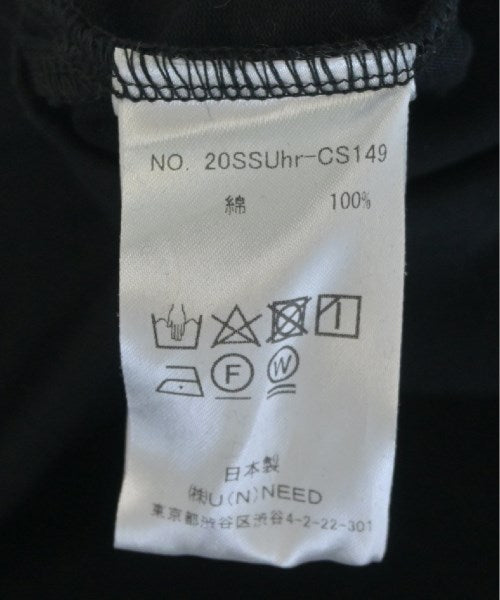 NO. 20SSUhr-CS149
綿 100%
F W
日本製
㈱U(N)NEED
東京都渋谷区渋谷4-2-22-301